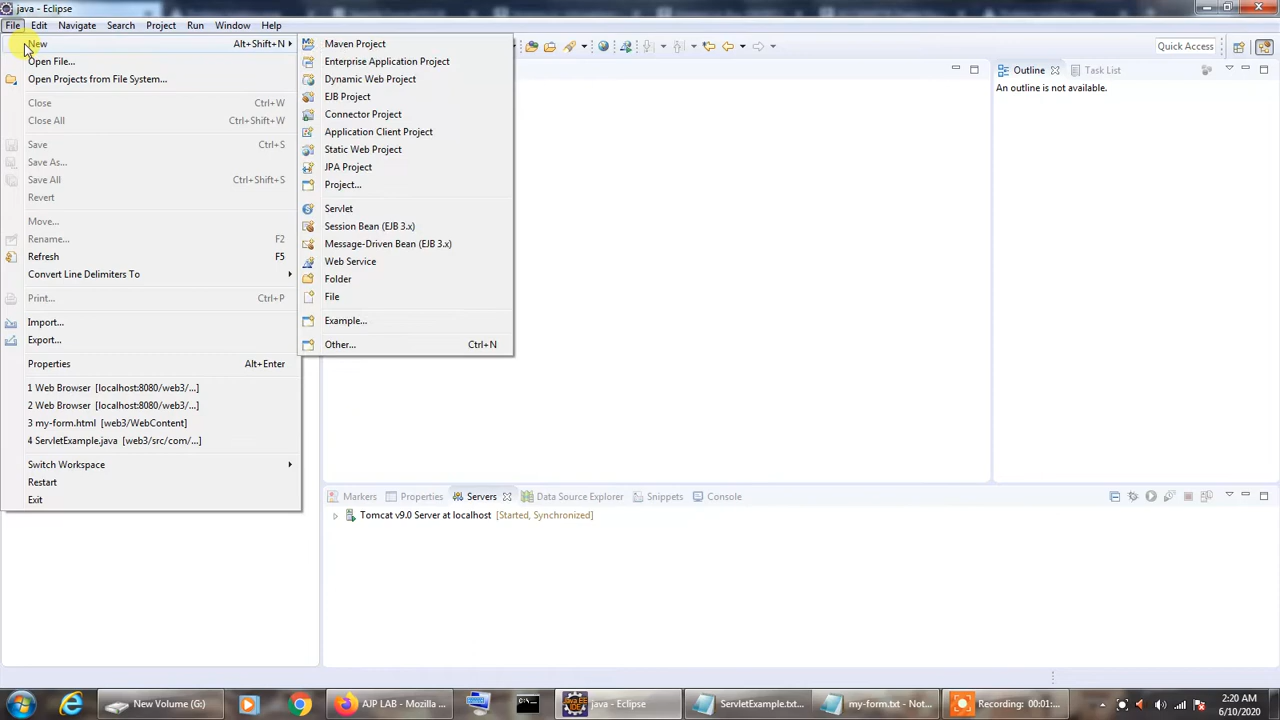 java - Eclipse
File Edit Navigate Search Project Run Window Help
New Alt+Shift+N
Open File...
Open Projects from File System...
Close Ctrl+W
Close All Ctrl+Shift+W
Save Ctrl+S
Save As...
Save All Ctrl+Shift+S
Revert
Move...
Rename... F2
Refresh F5
Convert Line Delimiters To
Print... Ctrl+P
Import...
Export...
Properties Alt+Enter
1 Web Browser [localhost:8080/web3/...]
2 Web Browser [localhost:8080/web3/...]
3 my-form.html [web3/WebContent]
4 ServletExample.java [web3/src/com/...]
Switch Workspace
Restart
Exit
Maven Project
Enterprise Application Project
Dynamic Web Project
EJB Project
Connector Project
Application Client Project
Static Web Project
JPA Project
Project...
Servlet
Session Bean (EJB 3.x)
Message-Driven Bean (EJB 3.x)
Web Service
Folder
File
Example...
Other... Ctrl+N
Quick Access
Outline Task List
An outline is not available.
Markers Properties Servers Data Source Explorer Snippets Console
Tomcat v9.0 Server at localhost [Started, Synchronized]
New Volume (G:)
AJP LAB - Mozilla ...
java - Eclipse
ServletExample.txt...
my-form.txt - Not...
Recording: 00:01:...
2:20 AM
6/10/2020